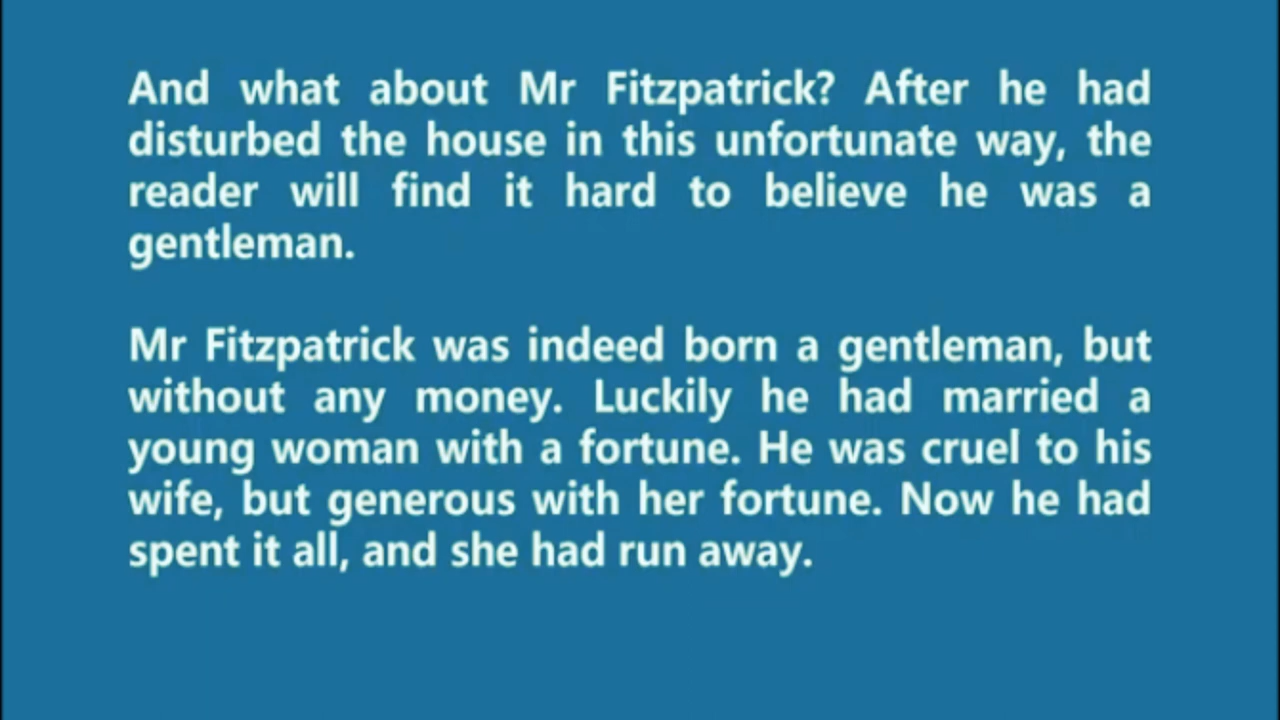 And what about Mr Fitzpatrick? After he had
disturbed the house in this unfortunate way, the
reader will find it hard to believe he was a
gentleman.
Mr Fitzpatrick was indeed born a gentleman, but
without any money. Luckily he had married a
young woman with a fortune. He was cruel to his
wife, but generous with her fortune. Now he had
spent it all, and she had run away.